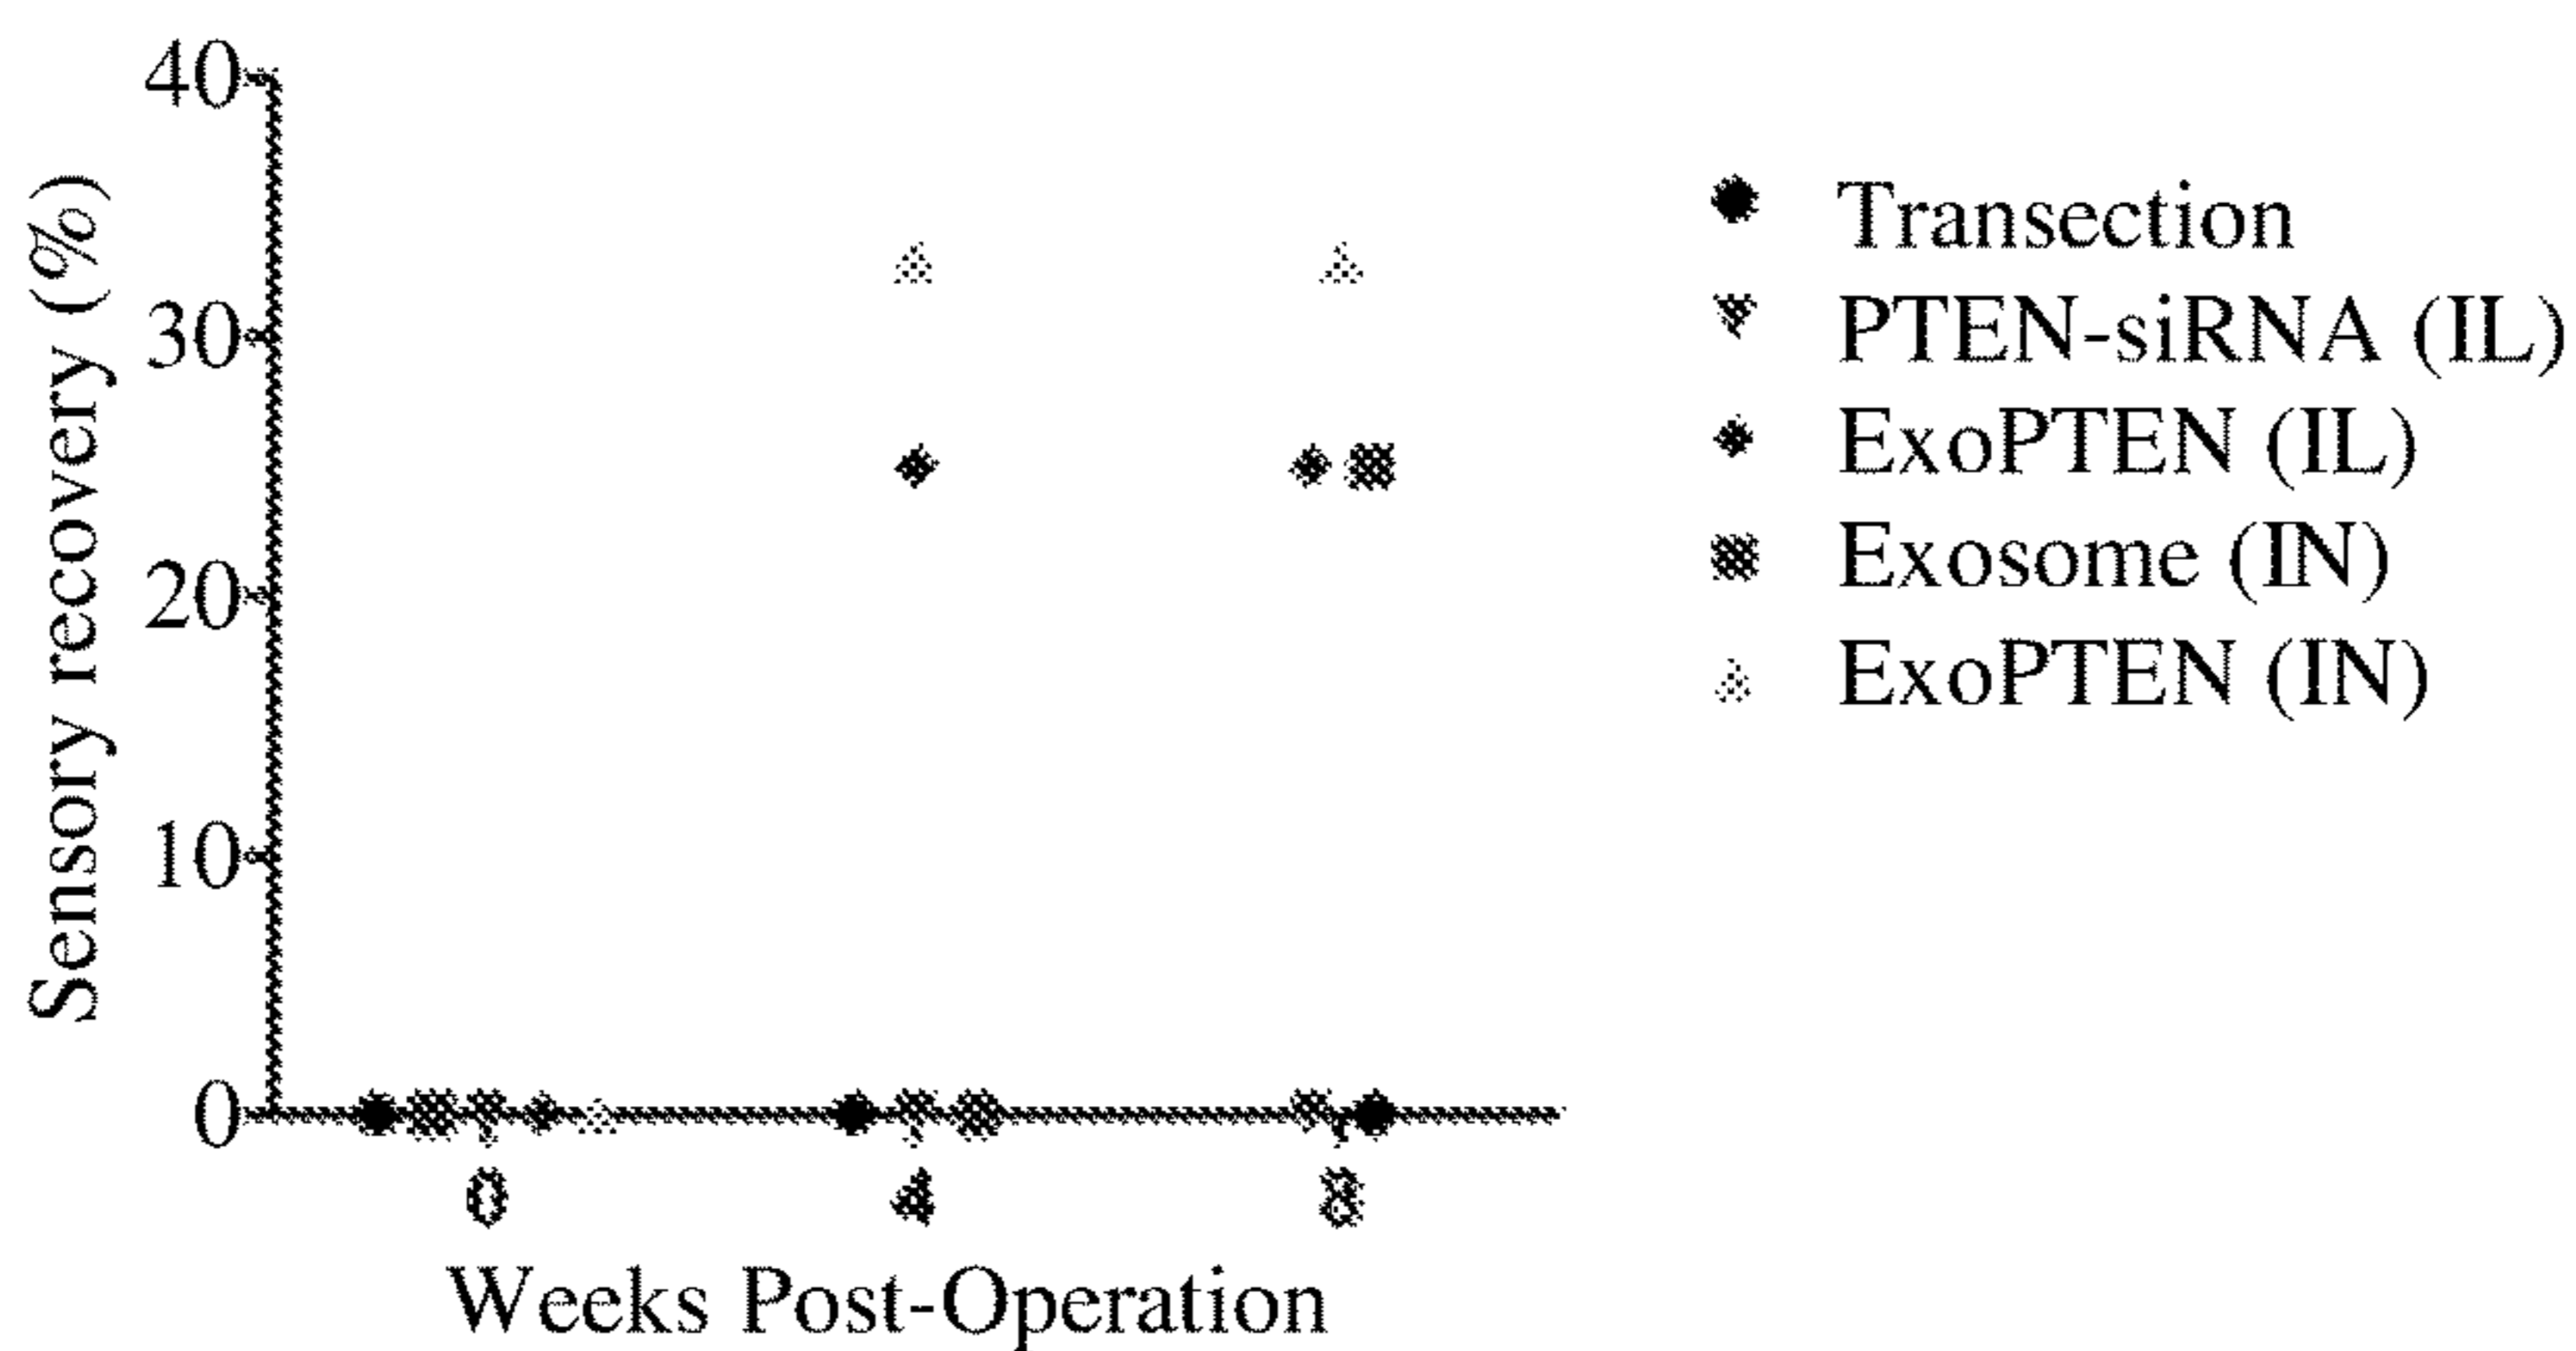 Sensory recovery (%)
40
30
20
10
0
0
4
8
Weeks Post-Operation
Transection
PTEN-siRNA (IL)
ExoPTEN (IL)
Exosome (IN)
ExoPTEN (IN)